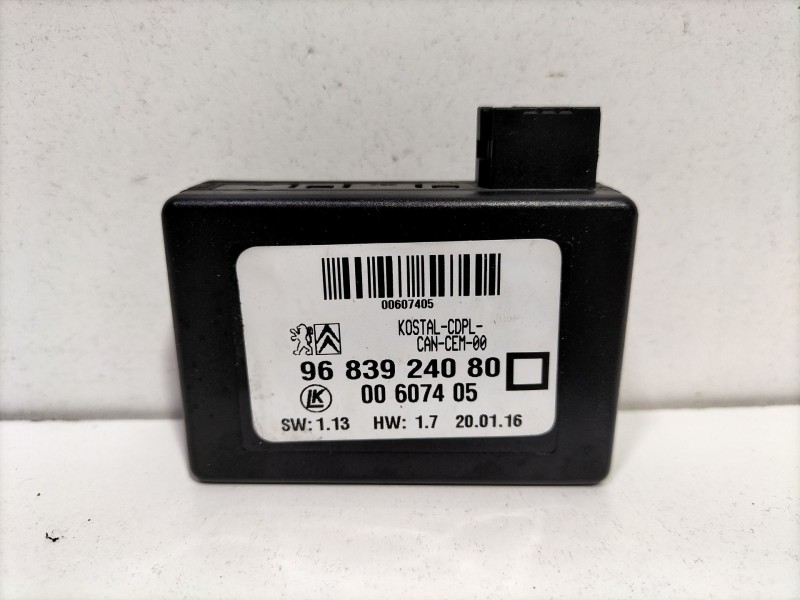 00607405
KOSTAL-CDPL-
CAN-CEM-00
96 839 240 80
LK
00 6074 05
SW: 1.13 HW: 1.7 20.01.16